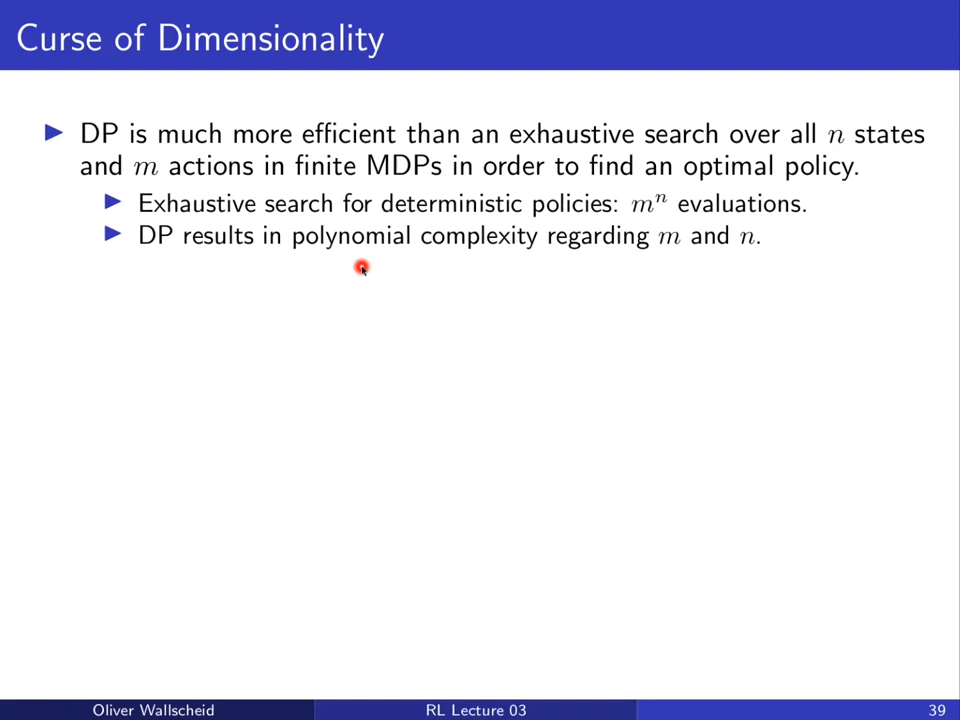 Curse of Dimensionality
▶ DP is much more efficient than an exhaustive search over all n states
and m actions in finite MDPs in order to find an optimal policy.
▶ Exhaustive search for deterministic policies: mⁿ evaluations.
▶ DP results in polynomial complexity regarding m and n.
Oliver Wallscheid RL Lecture 03 39